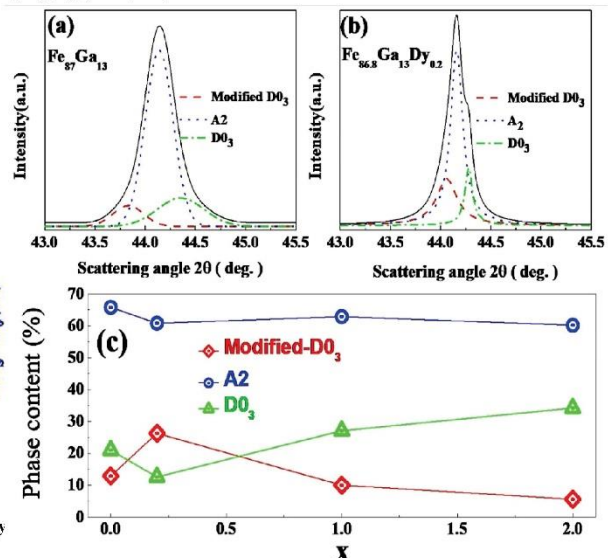 (a)
Fe87Ga13
Modified D03
A2
D03
Intensity(a.u.)
43.0 43.5 44.0 44.5 45.0 45.5
Scattering angle 2θ ( deg. )
(b)
Fe86.8Ga13Dy0.2
Modified D03
A2
D03
Intensity(a.u.)
43.0 43.5 44.0 44.5 45.0 45.5
Scattering angle 2θ ( deg. )
(c)
Modified-D03
A2
D03
Phase content (%)
70
60
50
40
30
20
10
0
0.0 0.5 1.0 1.5 2.0
X
y